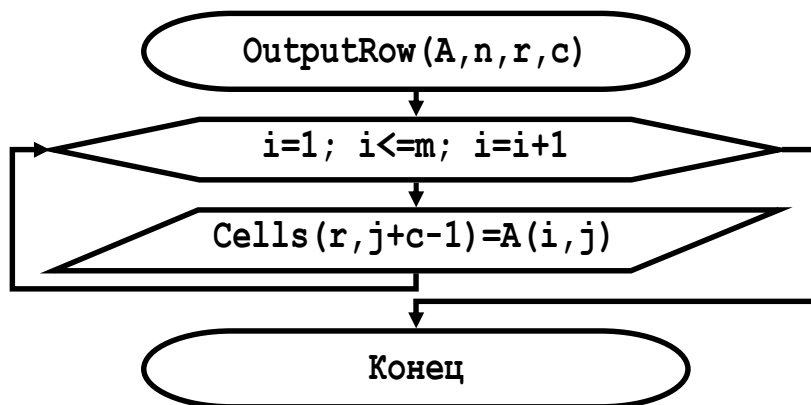 OutputRow(A,n,r,c)
i=1; i<=m; i=i+1
Cells(r,j+c-1)=A(i,j)
Конец